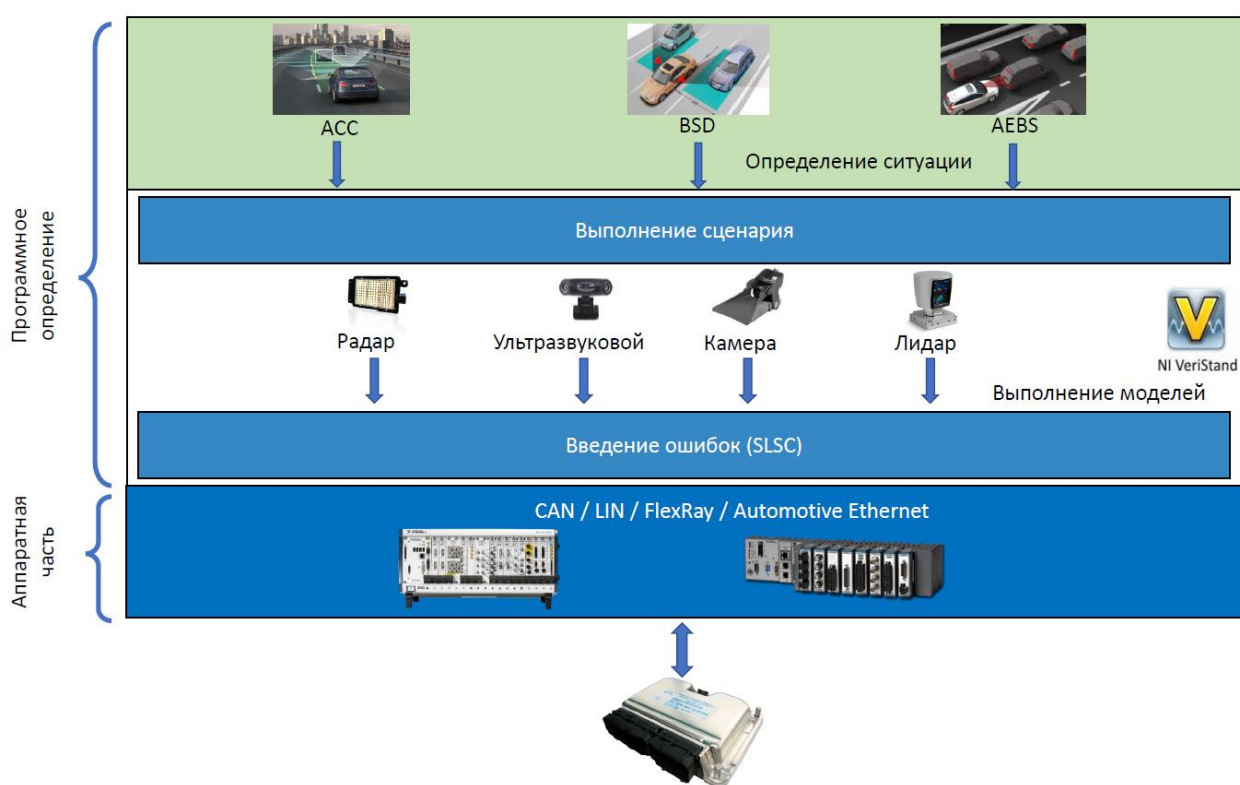 ACC
BSD
AEBS
Определение ситуации
Программное
определение
Выполнение сценария
Радар
Ультразвуковой
Камера
Лидар
NI VeriStand
Выполнение моделей
Введение ошибок (SLSC)
Аппаратная
часть
CAN / LIN / FlexRay / Automotive Ethernet